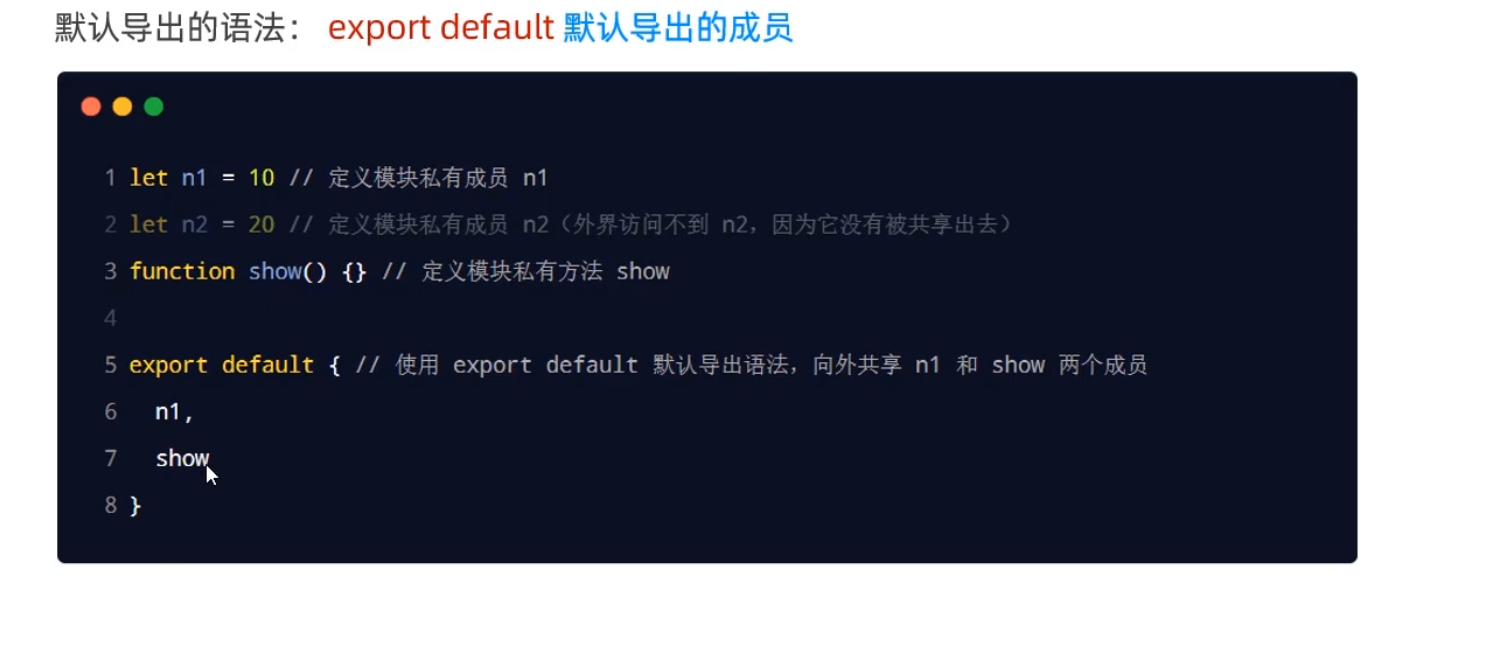 默认导出的语法： export default 默认导出的成员
1 let n1 = 10 // 定义模块私有成员 n1
2 let n2 = 20 // 定义模块私有成员 n2（外界访问不到 n2，因为它没有被共享出去）
3 function show() {} // 定义模块私有方法 show
4
5 export default { // 使用 export default 默认导出语法，向外共享 n1 和 show 两个成员
6   n1,
7   show
8 }